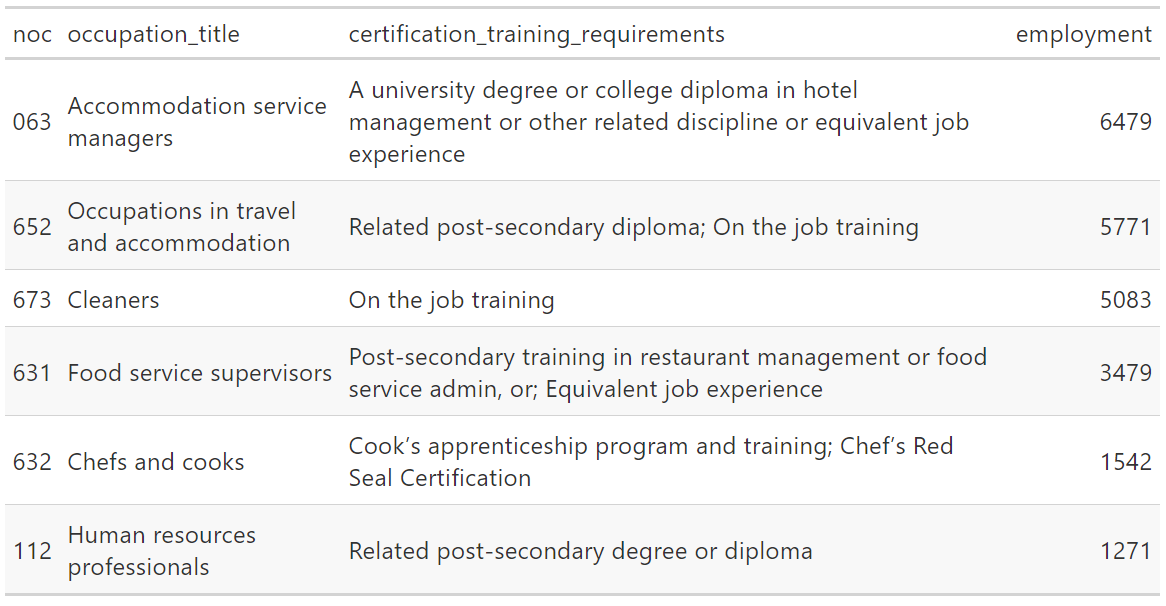 noc occupation_title certification_training_requirements employment
063 Accommodation service managers A university degree or college diploma in hotel management or other related discipline or equivalent job experience 6479
652 Occupations in travel and accommodation Related post-secondary diploma; On the job training 5771
673 Cleaners On the job training 5083
631 Food service supervisors Post-secondary training in restaurant management or food service admin, or; Equivalent job experience 3479
632 Chefs and cooks Cook’s apprenticeship program and training; Chef’s Red Seal Certification 1542
112 Human resources professionals Related post-secondary degree or diploma 1271